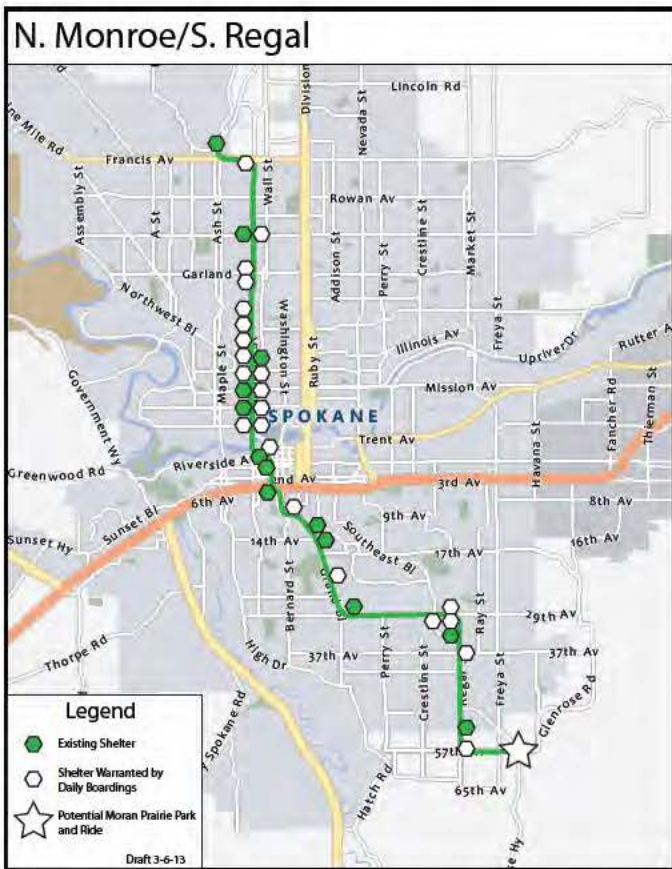 N. Monroe/S. Regal
Lincoln Rd
Division
Nevada St
Francis Av
Wall St
Assembly St
A St
Ash St
Rowan Av
Addison St
Perry St
Crestline St
Market St
Garland
Northwest Bl
Washington St
Freya St
Illinois Av
Upriver Dr
Rutter A
Maple St
Ruby St
Mission Av
Government Wy
SPOKANE
Trent Av
Havana St
Fancher Rd
Thierman St
Greenwood Rd
Riverside A
2nd Av
3rd Av
6th Av
8th Av
Sunset Bl
9th Av
Sunset Hy
14th Av
Southeast Bl
17th Av
16th Av
Bernard St
Ray St
29th Av
Thorpe Rd
High Dr
37th Av
Perry St
Crestline St
Freya St
37th Av
Glenrose Rd
Spokane Rd
Hatch Rd
57th
65th Av
Legend
Existing Shelter
Shelter Warranted by
Daily Boardings
Potential Moran Prairie Park
and Ride
Draft 3-6-13